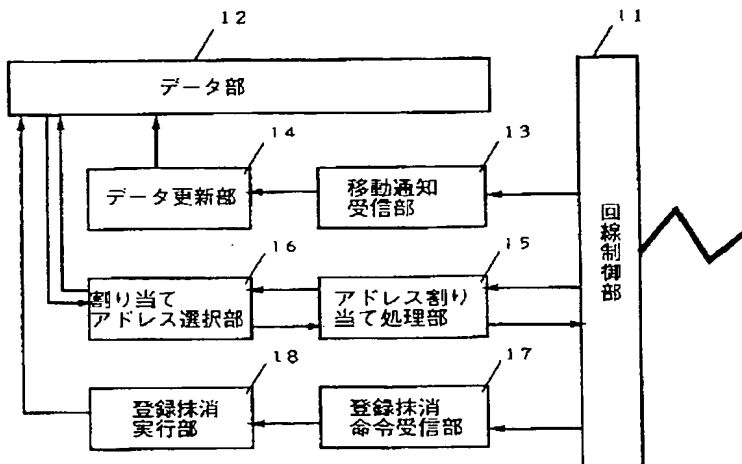 12
11
データ部
14
13
データ更新部
移動通知
受信部
16
15
割り当て
アドレス選択部
アドレス割り
当て処理部
回線制御部
18
17
登録抹消
実行部
登録抹消
命令受信部